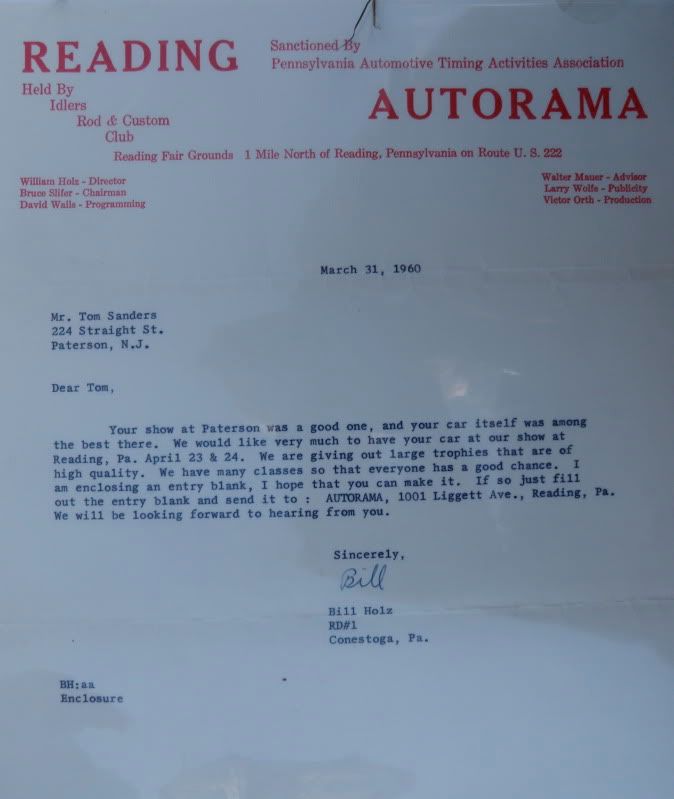 READING
Sanctioned By
Pennsylvania Automotive Timing Activities Association
Held By
Idlers
Rod & Custom
Club
AUTORAMA
Reading Fair Grounds 1 Mile North of Reading, Pennsylvania on Route U. S. 222
William Holz - Director
Bruce Slifer - Chairman
David Walls - Programming
Walter Mauer - Advisor
Larry Wolfe - Publicity
Victor Orth - Production
March 31, 1960
Mr. Tom Sanders
224 Straight St.
Paterson, N.J.
Dear Tom,
Your show at Paterson was a good one, and your car itself was among
the best there. We would like very much to have your car at our show at
Reading, Pa. April 23 & 24. We are giving out large trophies that are of
high quality. We have many classes so that everyone has a good chance. I
am enclosing an entry blank, I hope that you can make it. If so just fill
out the entry blank and send it to : AUTORAMA, 1001 Liggett Ave., Reading, Pa.
We will be looking forward to hearing from you.
Sincerely,
Bill
Bill Holz
RD#1
Conestoga, Pa.
BH:aa
Enclosure